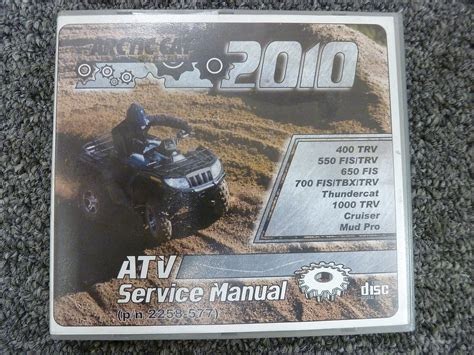 ARCTIC CAT
2010
400 TRV
550 FIS/TRV
650 FIS
700 FIS/TBX/TRV
Thundercat
1000 TRV
Cruiser
Mud Pro
ATV
Service Manual
(p/n 2258-577)
disc